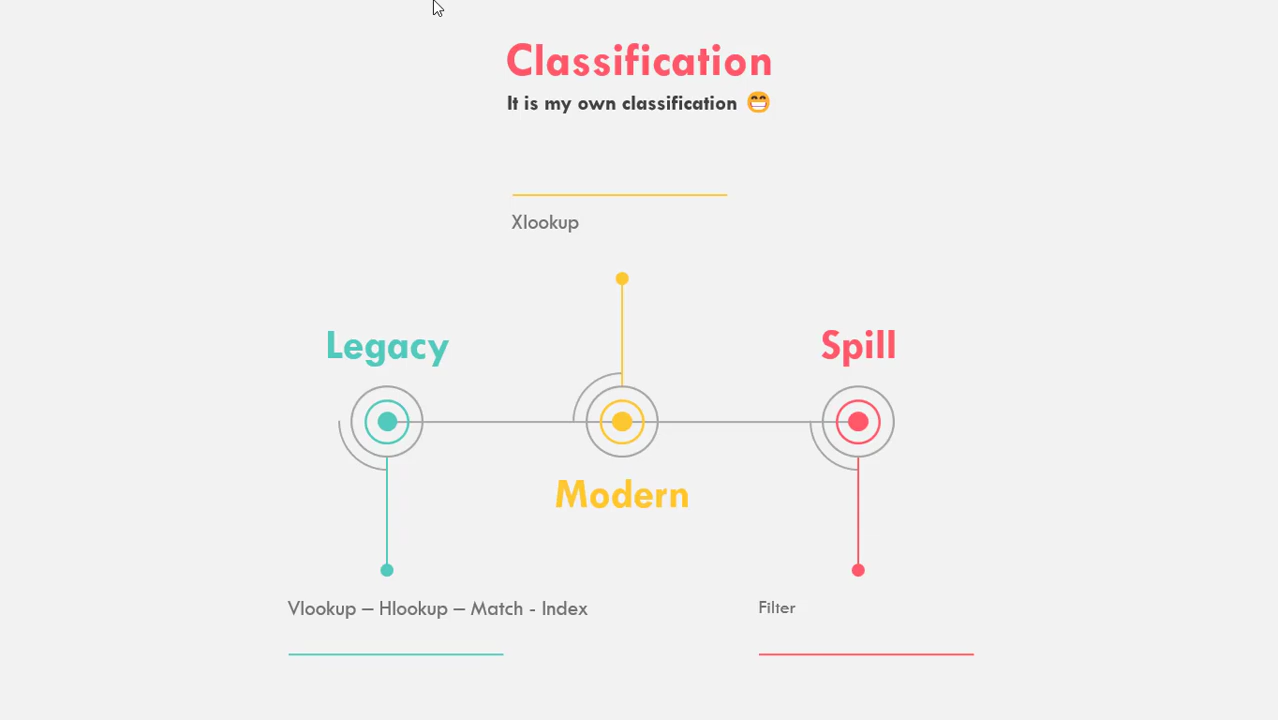 Classification
It is my own classification 😁
Xlookup
Legacy
Spill
Modern
Vlookup – Hlookup – Match - Index
Filter